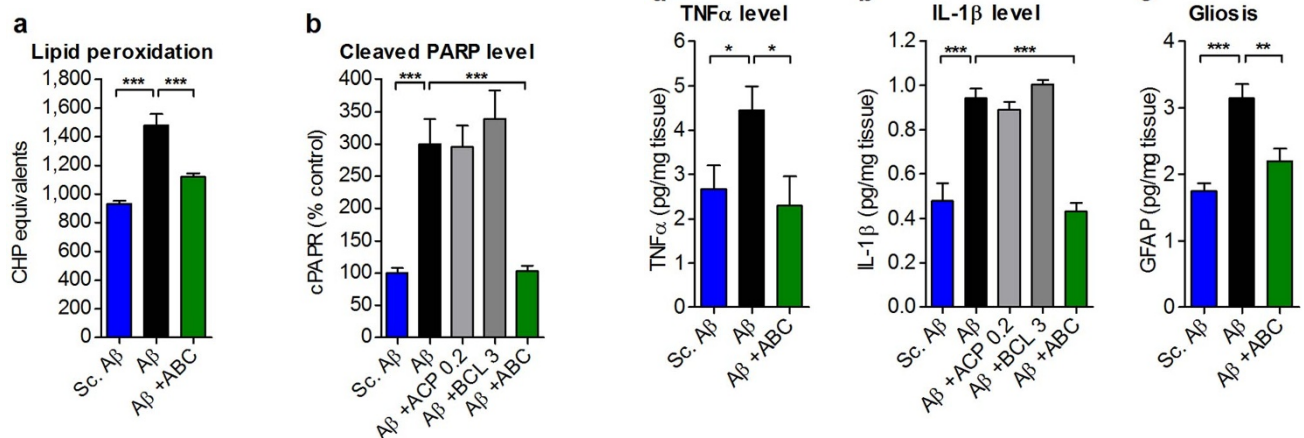 a
Lipid peroxidation
***
***
1,800
1,600
1,400
1,200
1,000
800
600
400
200
0
CHP equivalents
Sc. Aβ
Aβ
Aβ +ABC
b
Cleaved PARP level
***
***
400
350
300
250
200
150
100
50
0
cPAPR (% control)
Sc. Aβ
Aβ
Aβ +ACP 0.2
Aβ +BCL 3
Aβ +ABC
TNFα level
*
*
6
5
4
3
2
1
0
TNFα (pg/mg tissue)
Sc. Aβ
Aβ
Aβ +ABC
IL-1β level
***
***
1.2
1.0
0.8
0.6
0.4
0.2
0.0
IL-1β (pg/mg tissue)
Sc. Aβ
Aβ
Aβ +ACP 0.2
Aβ +BCL 3
Aβ +ABC
Gliosis
***
**
4
3
2
1
0
GFAP (pg/mg tissue)
Sc. Aβ
Aβ
Aβ +ABC